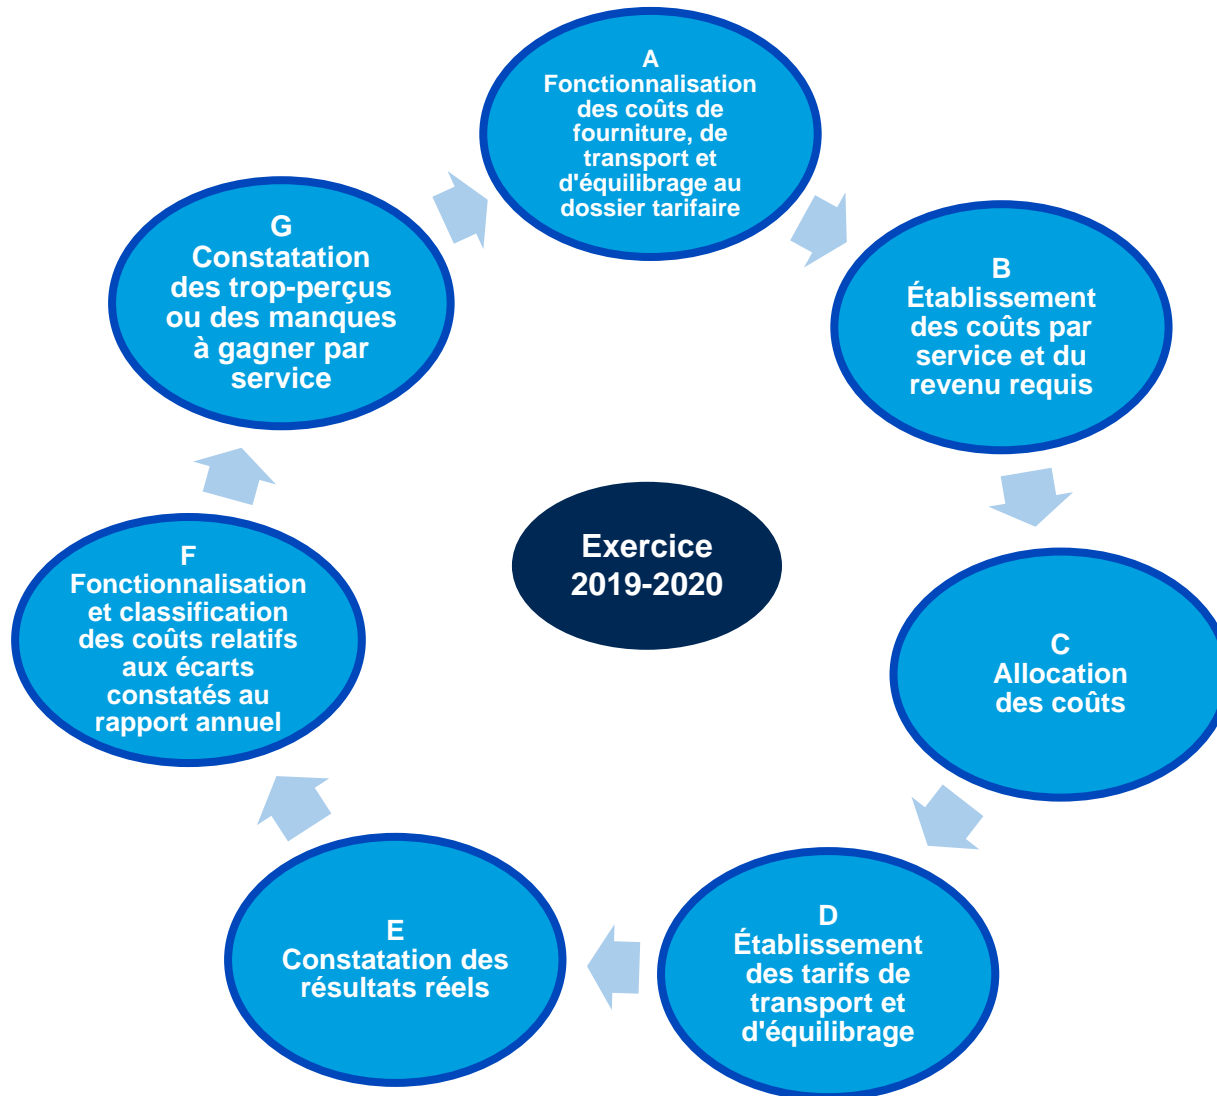 A
Fonctionnalisation
des coûts de
fourniture, de
transport et
d'équilibrage au
dossier tarifaire
B
Établissement
des coûts par
service et du
revenu requis
C
Allocation
des coûts
D
Établissement
des tarifs de
transport et
d'équilibrage
E
Constatation des
résultats réels
F
Fonctionnalisation
et classification
des coûts relatifs
aux écarts
constatés au
rapport annuel
G
Constatation
des trop-perçus
ou des manques
à gagner par
service
Exercice
2019-2020